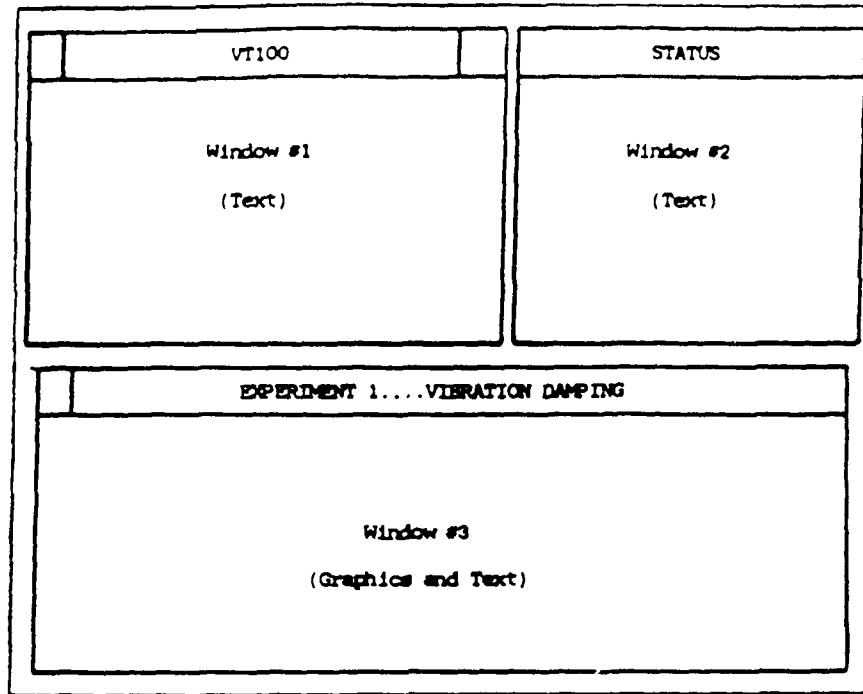 VT100
STATUS
Window #1
(Text)
Window #2
(Text)
EXPERIMENT 1....VIBRATION DAMPING
Window #3
(Graphics and Text)